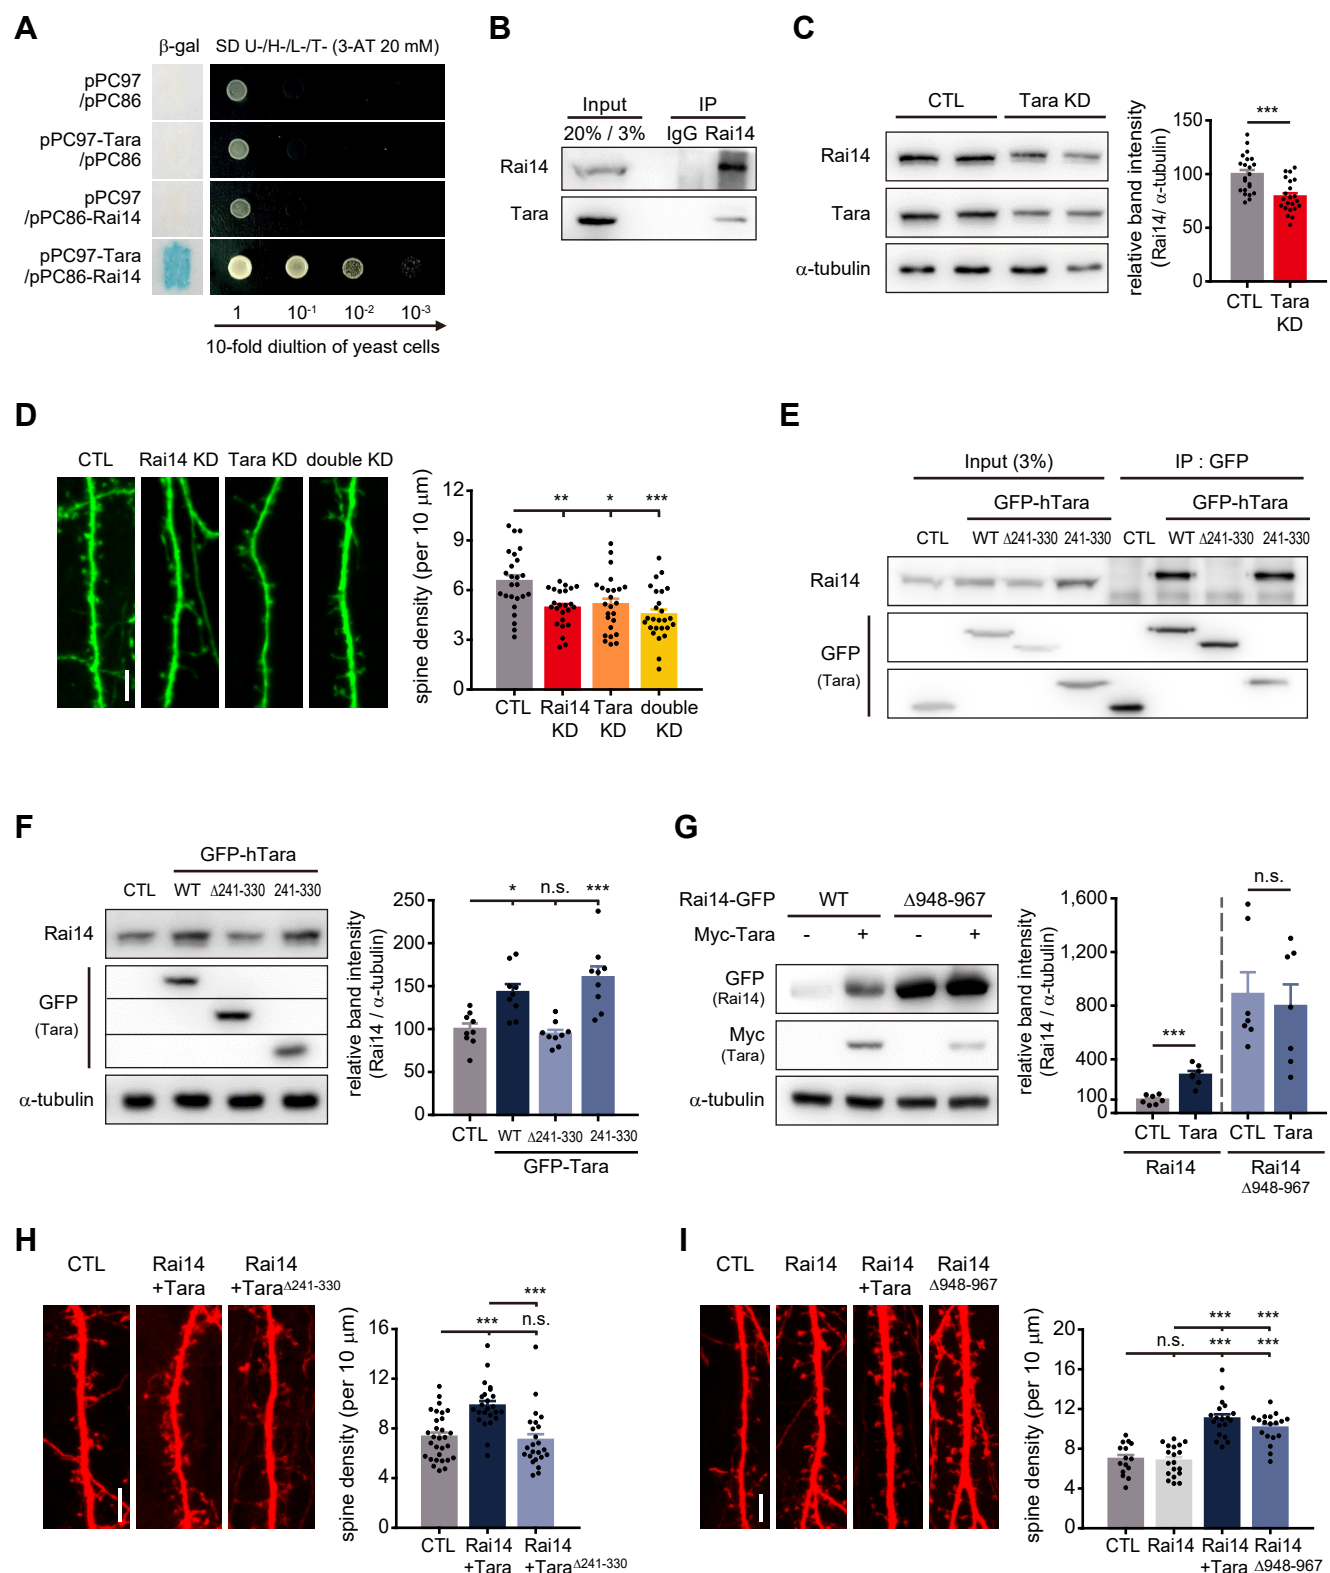 A
β-gal
SD U-/H-/L-/T- (3-AT 20 mM)
pPC97
/pPC86
pPC97-Tara
/pPC86
pPC97
/pPC86-Rai14
pPC97-Tara
/pPC86-Rai14
1 10-1 10-2 10-3
10-fold diultion of yeast cells
B
Input IP
20% / 3% IgG Rai14
Rai14
Tara
C
CTL Tara KD
Rai14
Tara
α-tubulin
relative band intensity
(Rai14/ α-tubulin)
150
100
50
0
***
CTL Tara
KD
D
CTL Rai14 KD Tara KD double KD
spine density (per 10 μm)
12
9
6
3
0
** * ***
CTL Rai14 Tara double
KD KD KD
E
Input (3%) IP : GFP
GFP-hTara GFP-hTara
CTL WT Δ241-330 241-330 CTL WT Δ241-330 241-330
Rai14
GFP
(Tara)
F
GFP-hTara
CTL WT Δ241-330 241-330
Rai14
GFP
(Tara)
α-tubulin
relative band intensity
(Rai14 / α-tubulin)
250
200
150
100
50
0
* n.s. ***
CTL WT Δ241-330 241-330
GFP-Tara
G
Rai14-GFP WT Δ948-967
Myc-Tara - + - +
GFP
(Rai14)
Myc
(Tara)
α-tubulin
relative band intensity
(Rai14 / α-tubulin)
1,600
1,200
800
400
100
0
***
n.s.
CTL Tara CTL Tara
Rai14 Rai14
Δ948-967
H
CTL Rai14 Rai14
+Tara +TaraΔ241-330
spine density (per 10 μm)
16
12
8
4
0
***
*** n.s.
CTL Rai14 Rai14
+Tara +TaraΔ241-330
I
CTL Rai14 Rai14 Rai14
+Tara Δ948-967
spine density (per 10 μm)
20
16
12
8
4
0
*** ***
n.s. *** ***
CTL Rai14 Rai14 Rai14
+Tara Δ948-967